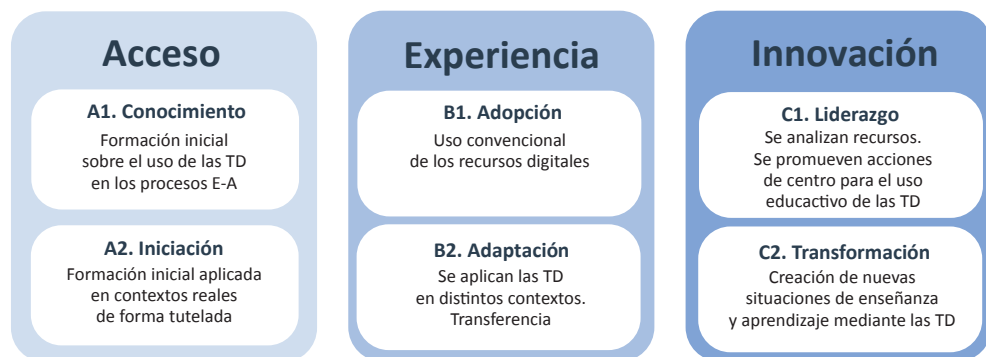 Acceso
A1. Conocimiento
Formación inicial
sobre el uso de las TD
en los procesos E-A
A2. Iniciación
Formación inicial aplicada
en contextos reales
de forma tutelada
Experiencia
B1. Adopción
Uso convencional
de los recursos digitales
B2. Adaptación
Se aplican las TD
en distintos contextos.
Transferencia
Innovación
C1. Liderazgo
Se analizan recursos.
Se promueven acciones
de centro para el uso
educactivo de las TD
C2. Transformación
Creación de nuevas
situaciones de enseñanza
y aprendizaje mediante las TD